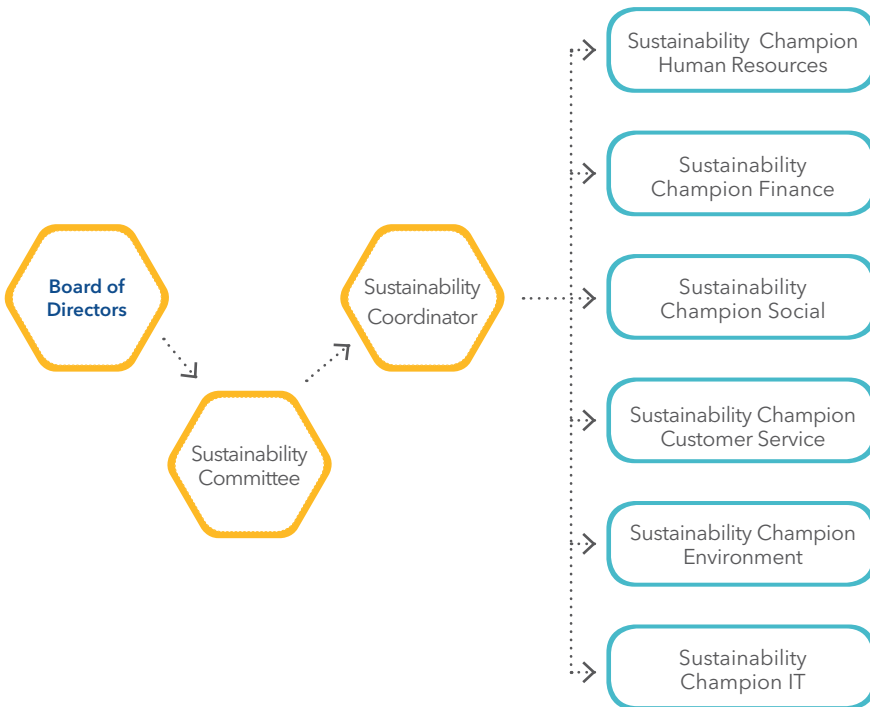 Board of
Directors
Sustainability
Committee
Sustainability
Coordinator
Sustainability Champion
Human Resources
Sustainability
Champion Finance
Sustainability
Champion Social
Sustainability Champion
Customer Service
Sustainability Champion
Environment
Sustainability
Champion IT